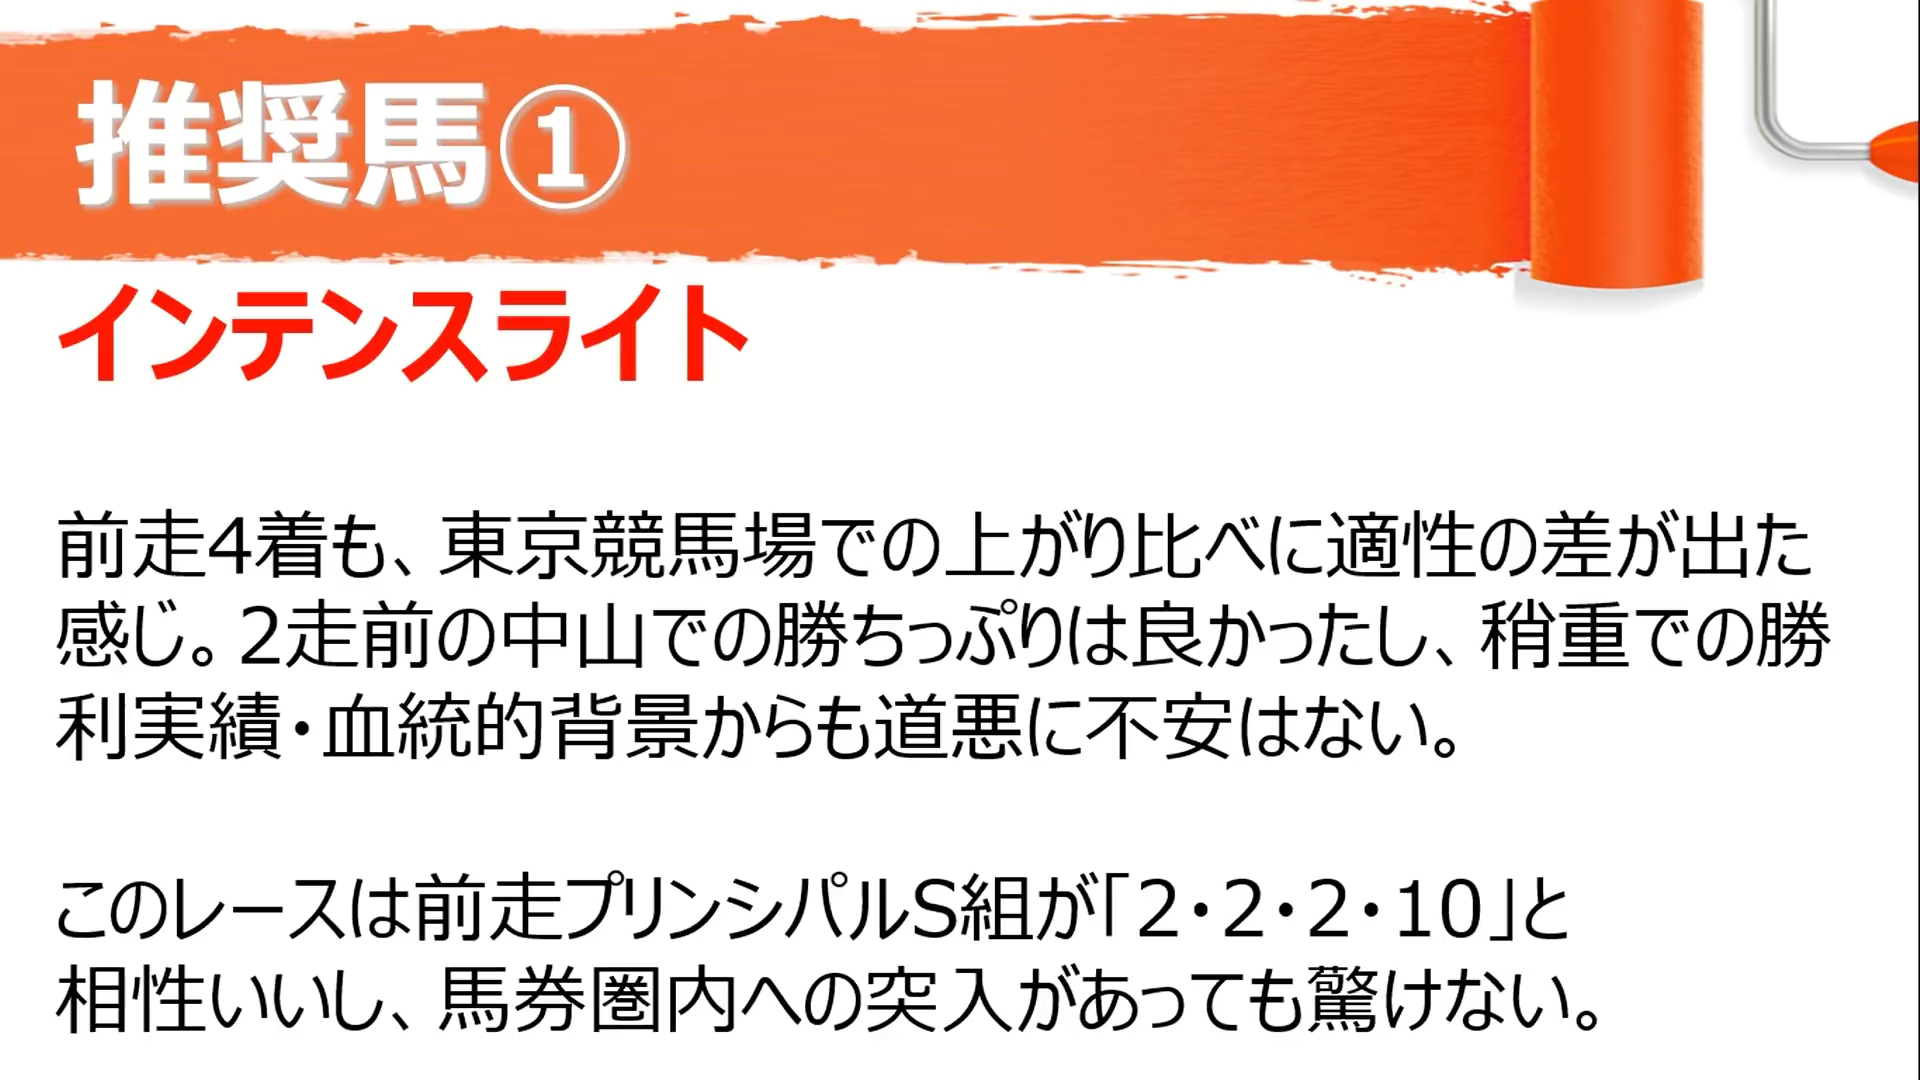 推奨馬①
インテンスライト
前走4着も、東京競馬場での上がり比べに適性の差が出た
感じ。2走前の中山での勝ちっぷりは良かったし、稍重での勝
利実績・血統的背景からも道悪に不安はない。
このレースは前走プリンシパルS組が「2・2・2・10」と
相性いいし、馬券圏内への突入があっても驚けない。